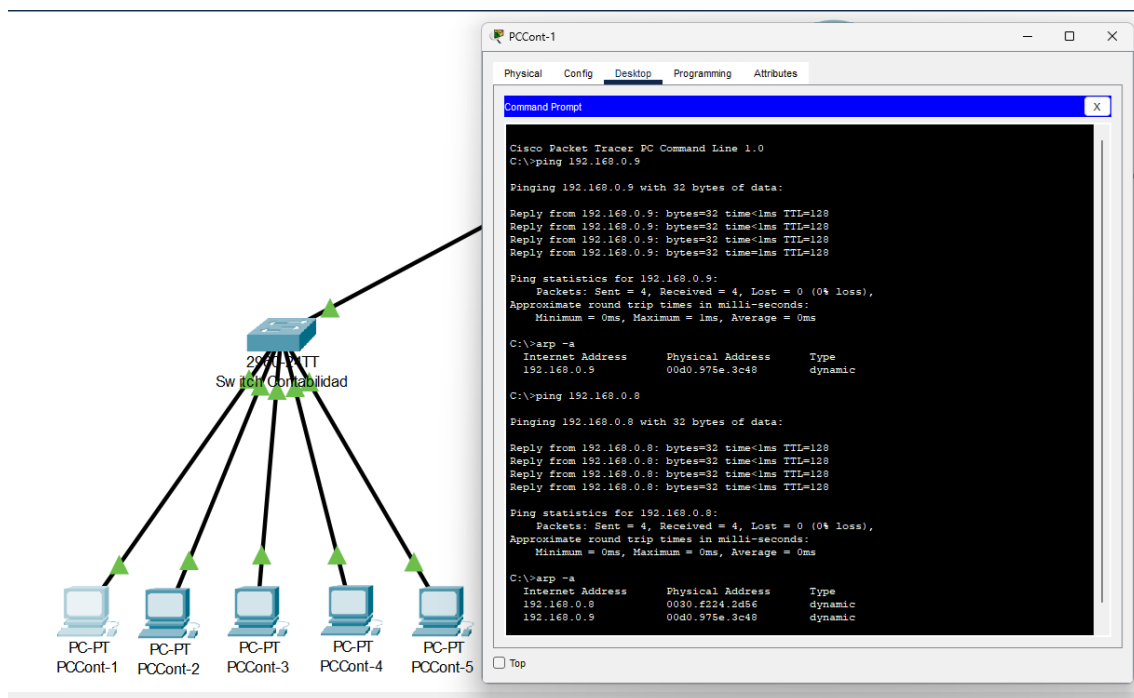 PCCont-1
Physical Config Desktop Programming Attributes
Command Prompt
X
Cisco Packet Tracer PC Command Line 1.0
C:\>ping 192.168.0.9
Pinging 192.168.0.9 with 32 bytes of data:
Reply from 192.168.0.9: bytes=32 time<1ms TTL=128
Reply from 192.168.0.9: bytes=32 time<1ms TTL=128
Reply from 192.168.0.9: bytes=32 time<1ms TTL=128
Reply from 192.168.0.9: bytes=32 time=1ms TTL=128
Ping statistics for 192.168.0.9:
Packets: Sent = 4, Received = 4, Lost = 0 (0% loss),
Approximate round trip times in milli-seconds:
Minimum = 0ms, Maximum = 1ms, Average = 0ms
C:\>arp -a
Internet Address Physical Address Type
192.168.0.9 00d0.975e.3c48 dynamic
C:\>ping 192.168.0.8
Pinging 192.168.0.8 with 32 bytes of data:
Reply from 192.168.0.8: bytes=32 time<1ms TTL=128
Reply from 192.168.0.8: bytes=32 time<1ms TTL=128
Reply from 192.168.0.8: bytes=32 time<1ms TTL=128
Reply from 192.168.0.8: bytes=32 time<1ms TTL=128
Ping statistics for 192.168.0.8:
Packets: Sent = 4, Received = 4, Lost = 0 (0% loss),
Approximate round trip times in milli-seconds:
Minimum = 0ms, Maximum = 0ms, Average = 0ms
C:\>arp -a
Internet Address Physical Address Type
192.168.0.8 0030.f224.2d56 dynamic
192.168.0.9 00d0.975e.3c48 dynamic
Top
2960-24TT
Switch Contabilidad
PC-PT
PCCont-1
PC-PT
PCCont-2
PC-PT
PCCont-3
PC-PT
PCCont-4
PC-PT
PCCont-5